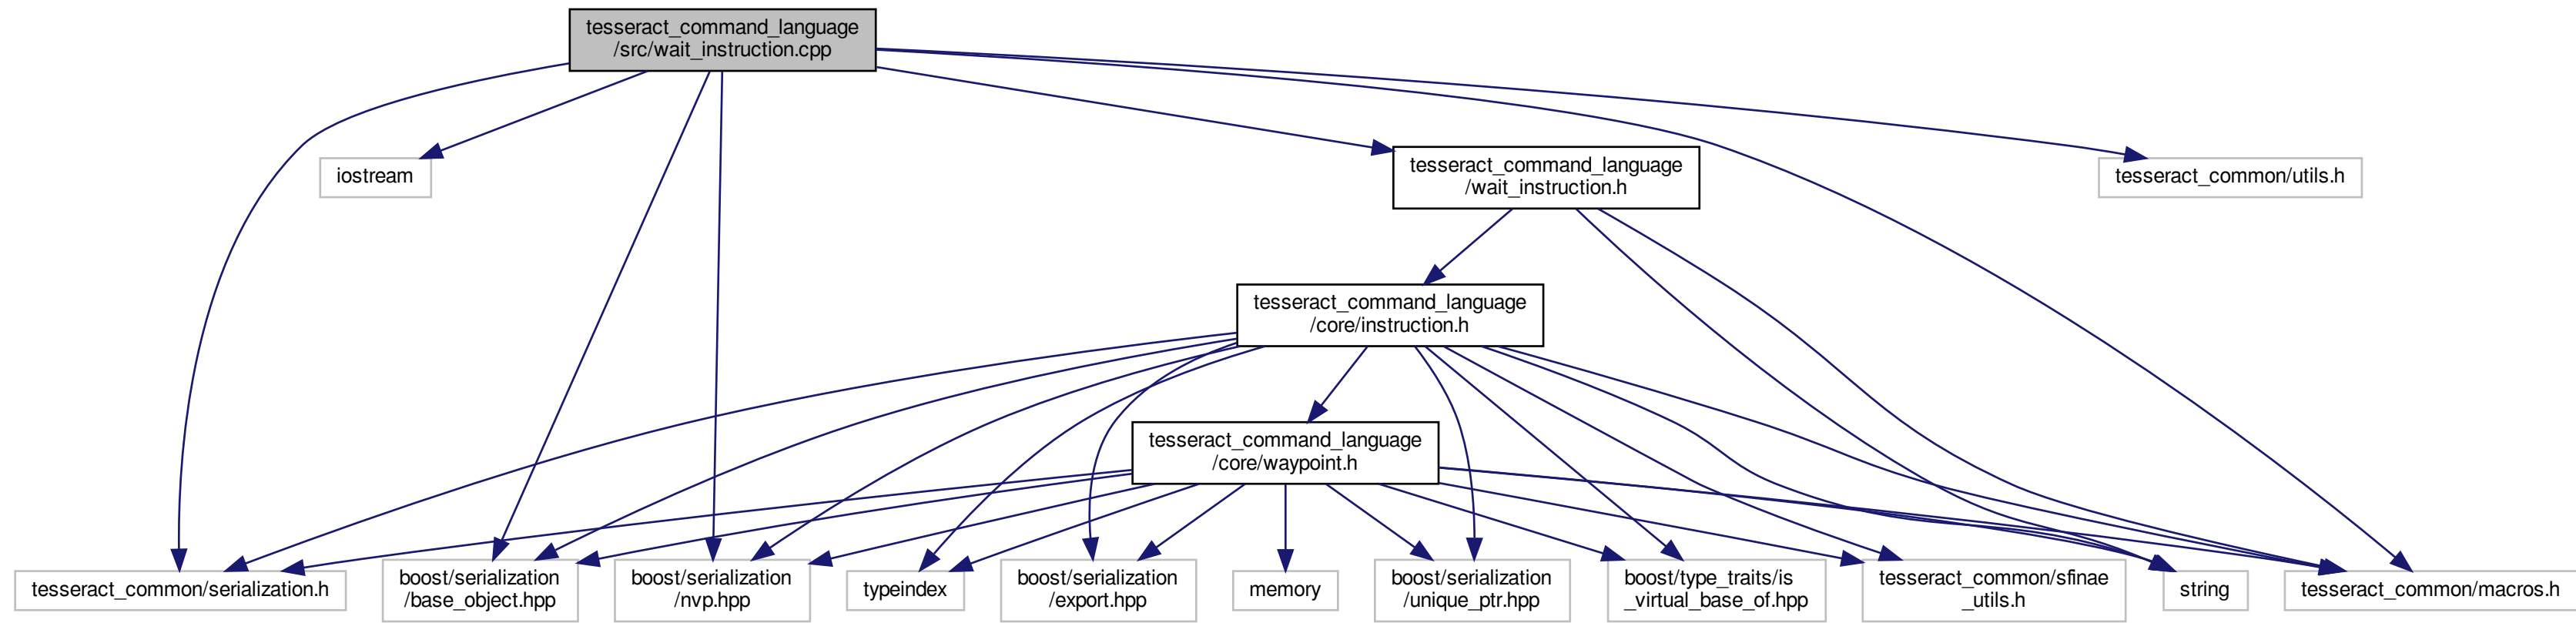 tesseract_command_language
/src/wait_instruction.cpp
iostream
tesseract_command_language
/wait_instruction.h
tesseract_common/utils.h
tesseract_command_language
/core/instruction.h
tesseract_command_language
/core/waypoint.h
tesseract_common/serialization.h
boost/serialization
/base_object.hpp
boost/serialization
/nvp.hpp
typeindex
boost/serialization
/export.hpp
memory
boost/serialization
/unique_ptr.hpp
boost/type_traits/is
_virtual_base_of.hpp
tesseract_common/sfinae
_utils.h
string
tesseract_common/macros.h